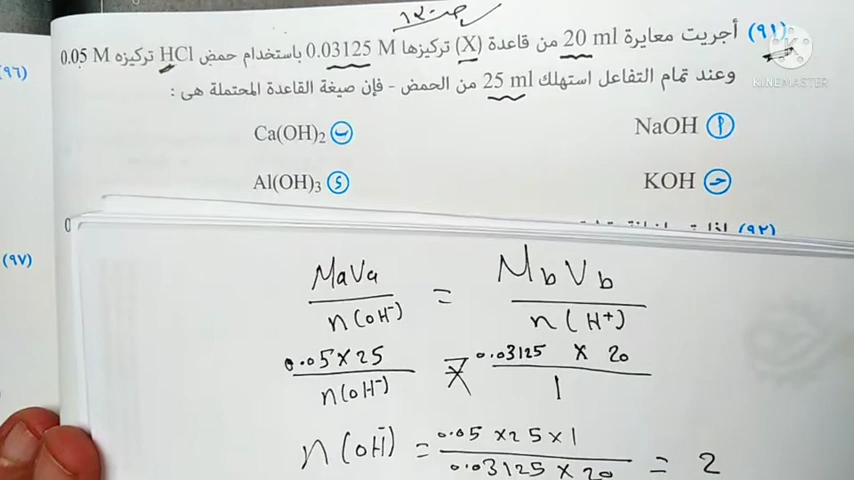 (٩١) أجريت معايرة 20 ml من قاعدة (X) تركيزها 0.03125 M باستخدام حمض HCl تركيزه 0.05 M
وعند تمام التفاعل استهلك 25 ml من الحمض - فإن صيغة القاعدة المحتملة هى :
أ NaOH
ب Ca(OH)₂
جـ KOH
د Al(OH)₃
(٩٢)
(٩٦)
(٩٧)
KINEMASTER
MaVa / n(OH⁻) = MbVb / n(H⁺)
0.05 × 25 / n(OH⁻) = 0.03125 × 20 / 1
n(OH⁻) = 0.05 × 25 × 1 / 0.03125 × 20 = 2